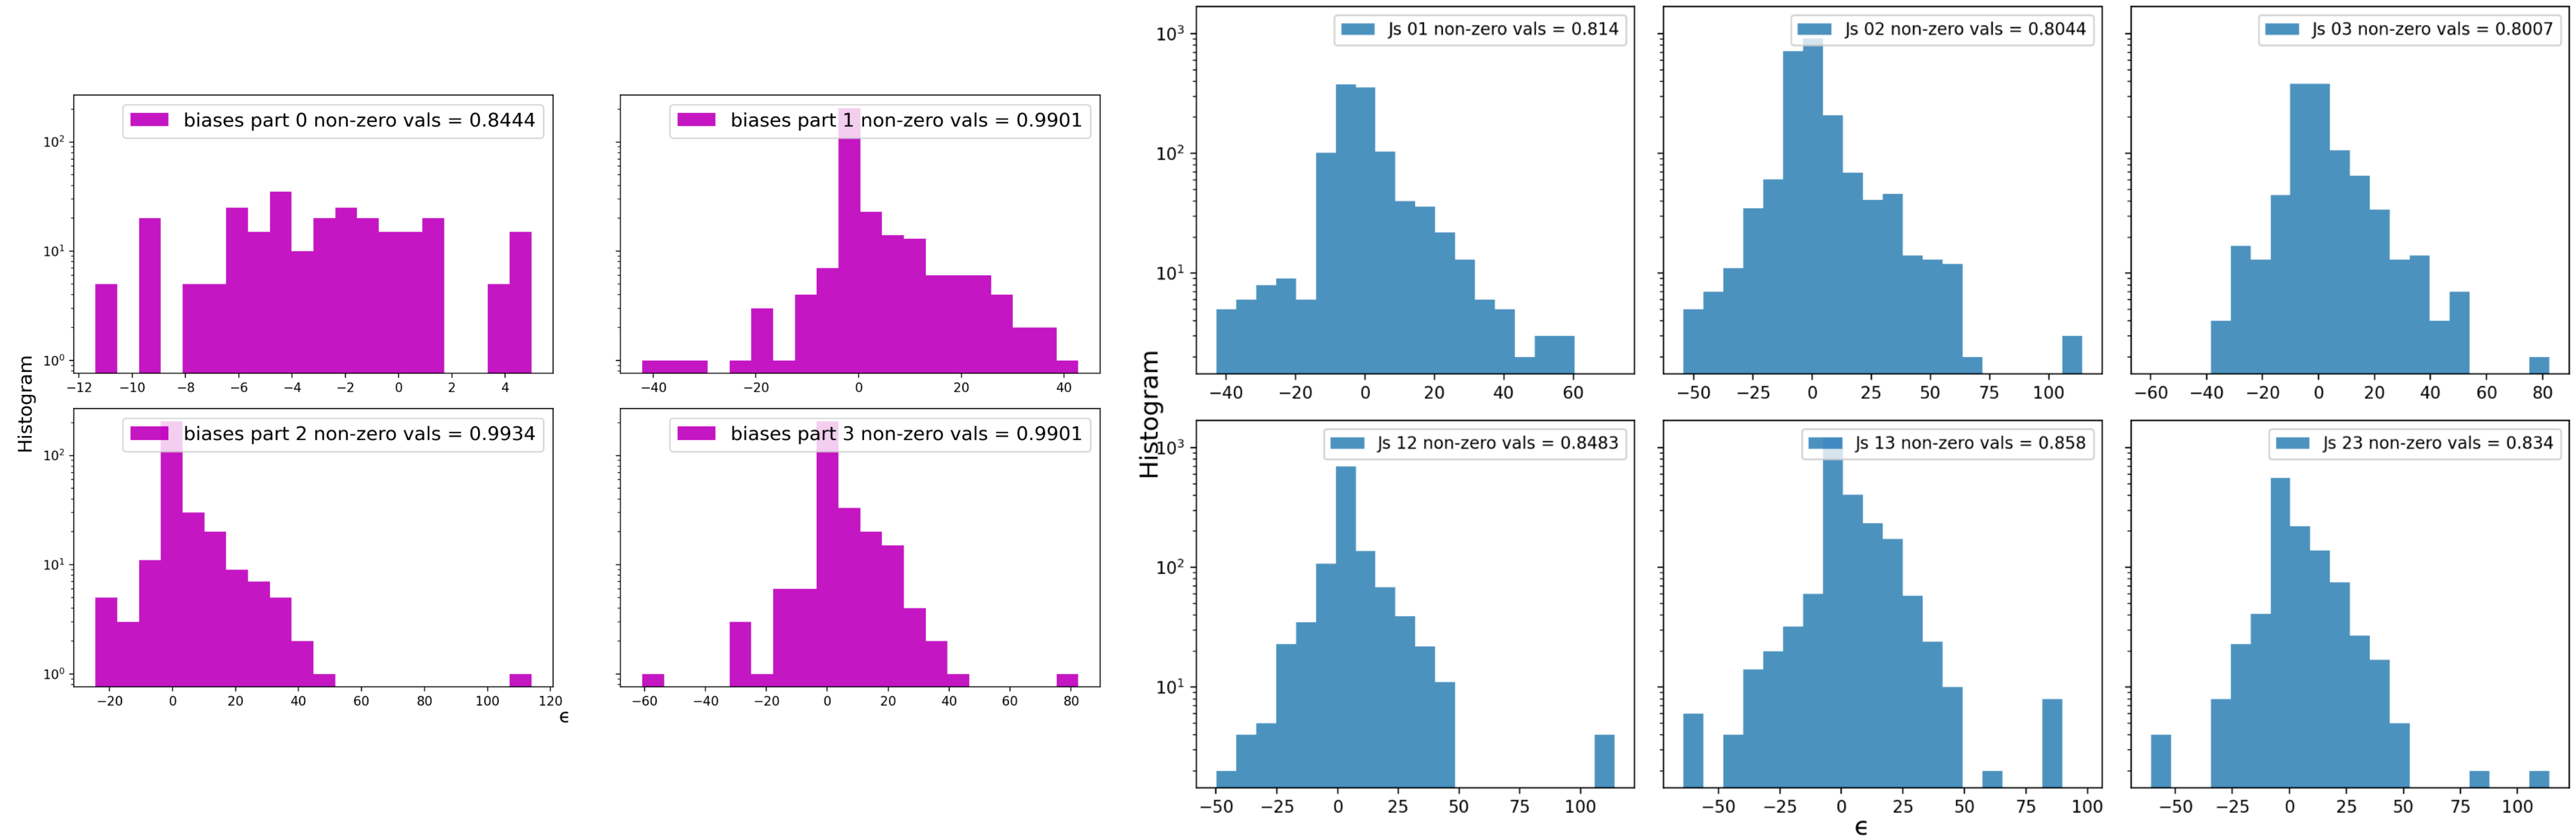 biases part 0 non-zero vals = 0.8444
10² 10¹ 10⁰
−12 −10 −8 −6 −4 −2 0 2 4
biases part 1 non-zero vals = 0.9901
−40 −20 0 20 40
Histogram
biases part 2 non-zero vals = 0.9934
10² 10¹ 10⁰
−20 0 20 40 60 80 100 120
biases part 3 non-zero vals = 0.9901
−60 −40 −20 0 20 40 60 80
ϵ
Js 01 non-zero vals = 0.814
10³ 10² 10¹
−40 −20 0 20 40 60
Js 02 non-zero vals = 0.8044
−50 −25 0 25 50 75 100
Js 03 non-zero vals = 0.8007
−60 −40 −20 0 20 40 60 80
Histogram
Js 12 non-zero vals = 0.8483
10³ 10² 10¹
−50 −25 0 25 50 75 100
Js 13 non-zero vals = 0.858
−50 −25 0 25 50 75 100
Js 23 non-zero vals = 0.834
−50 −25 0 25 50 75 100
ϵ